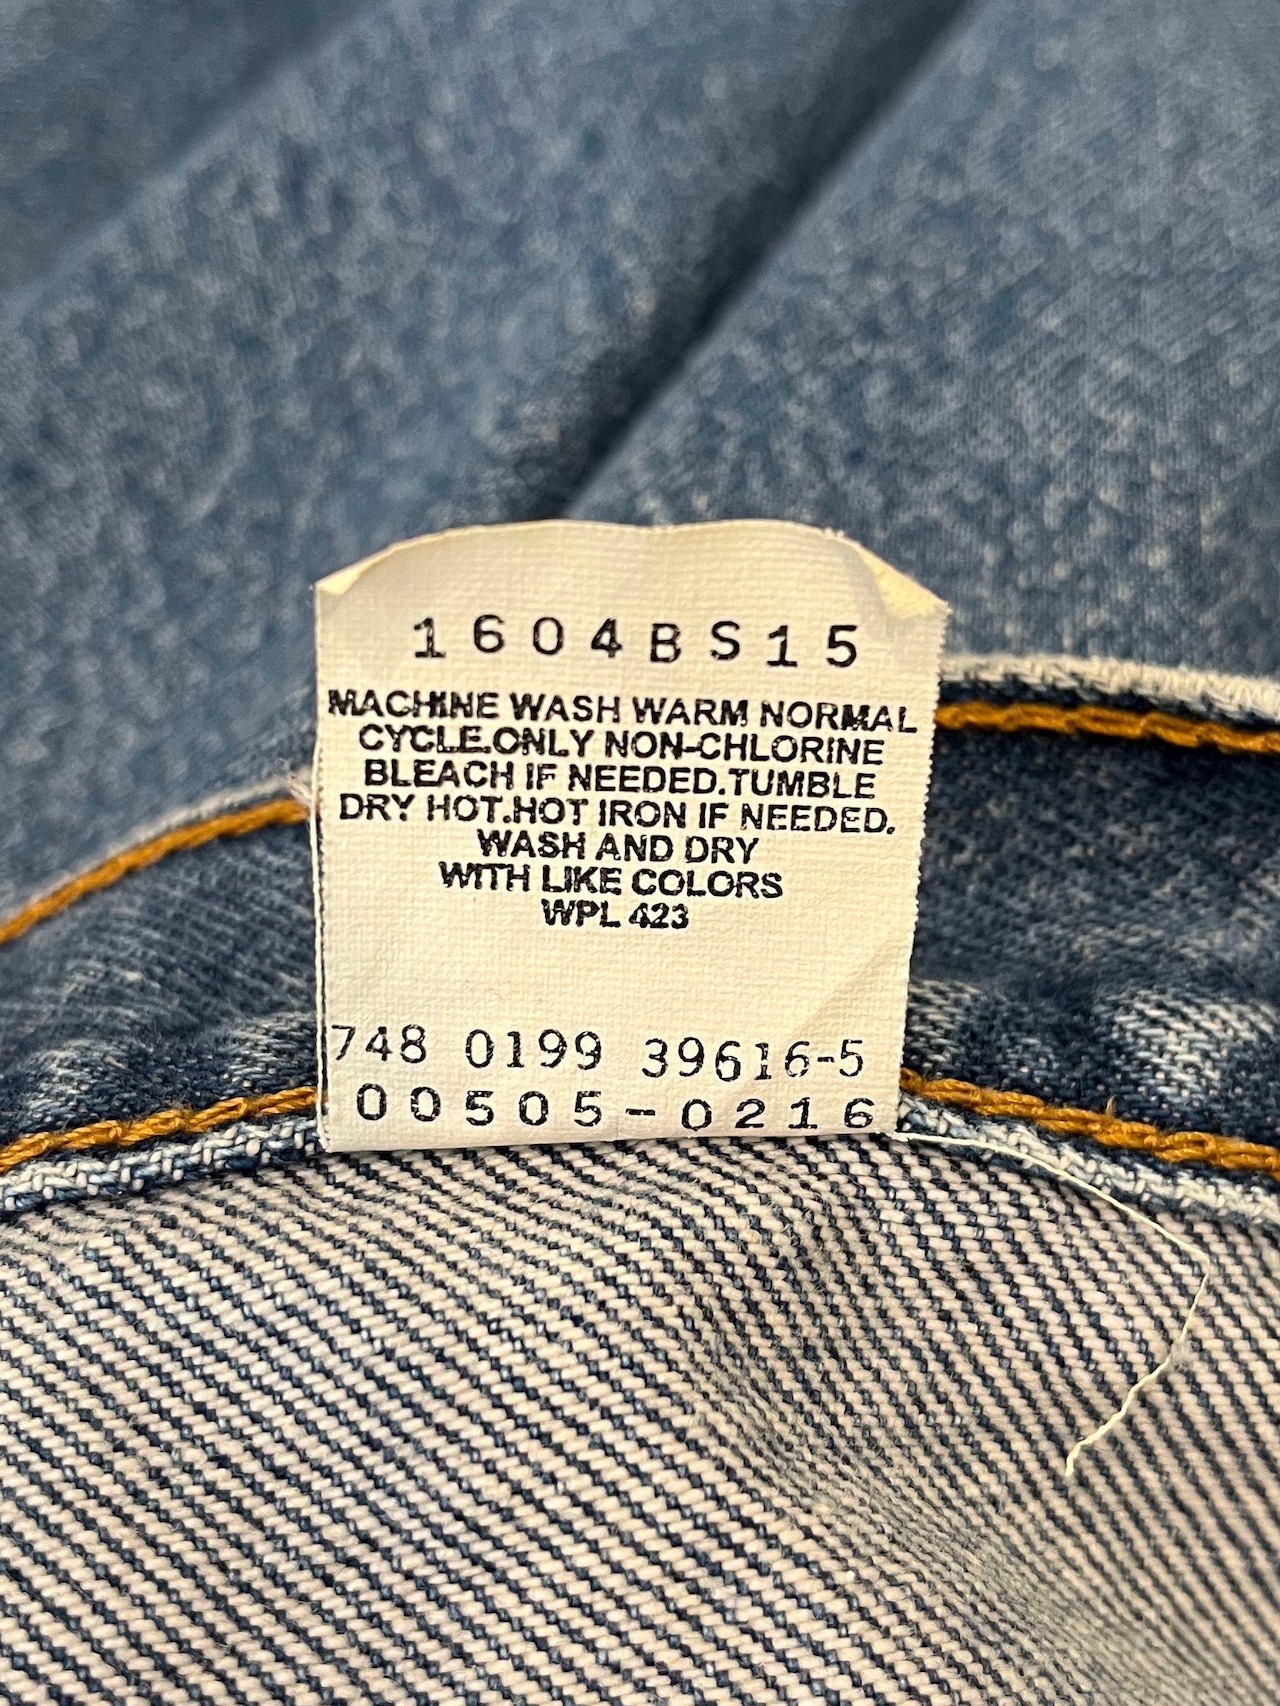 1604BS15
MACHINE WASH WARM NORMAL
CYCLE.ONLY NON-CHLORINE
BLEACH IF NEEDED.TUMBLE
DRY HOT.HOT IRON IF NEEDED.
WASH AND DRY
WITH LIKE COLORS
WPL 423
748 0199 39616-5
00505-0216